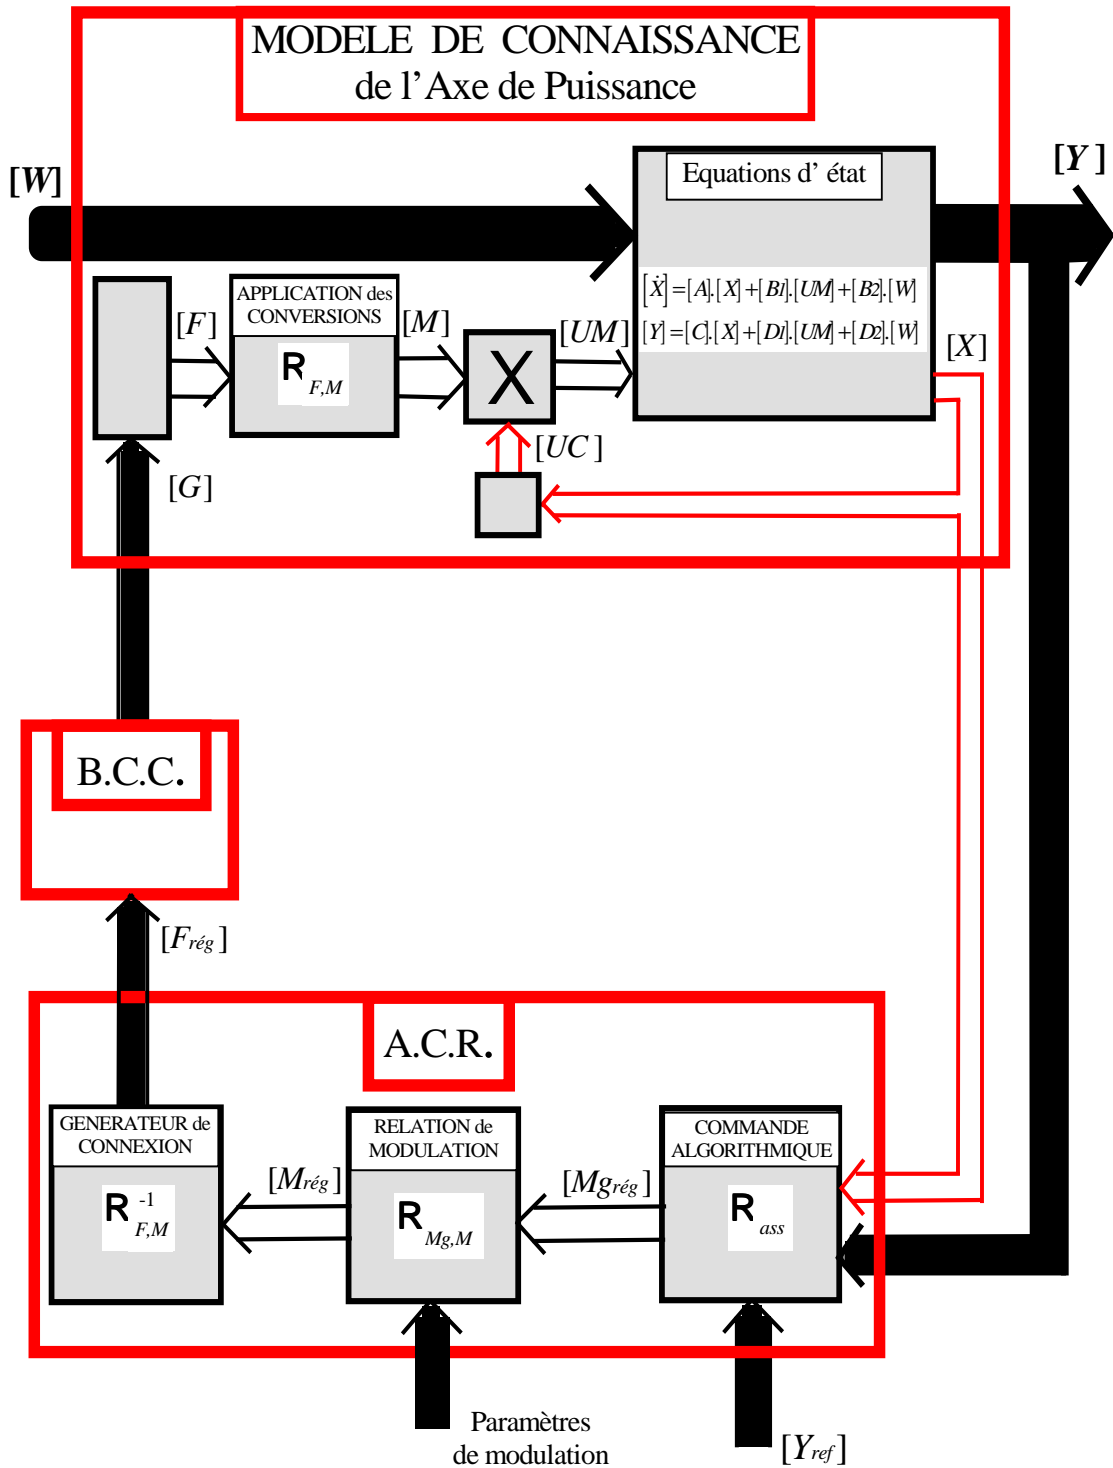 MODELE DE CONNAISSANCE
de l'Axe de Puissance
[W]
[Y]
Equations d' état
[Ẋ]=[A].[X]+[B1].[UM]+[B2].[W]
[Y]=[C].[X]+[D1].[UM]+[D2].[W]
APPLICATION des
CONVERSIONS
R F,M
[F]
[M]
X
[UM]
[X]
[UC]
[G]
B.C.C.
[Frég]
A.C.R.
GENERATEUR de
CONNEXION
R -1 F,M
[Mrég]
RELATION de
MODULATION
R Mg,M
[Mgrég]
COMMANDE
ALGORITHMIQUE
R ass
Paramètres
de modulation
[Yref]